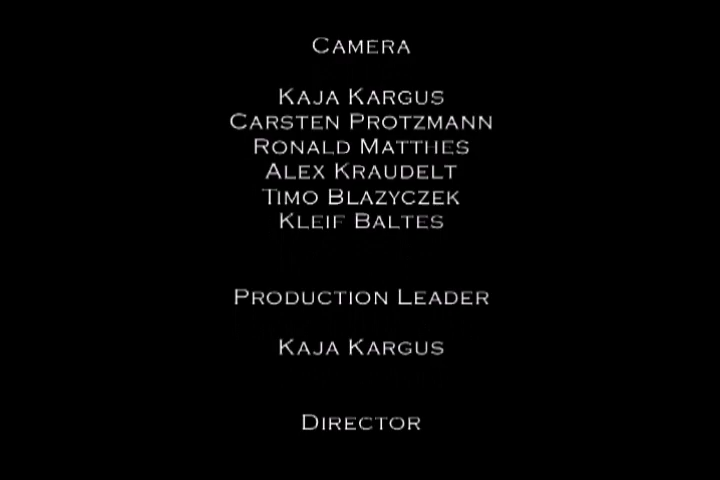 CAMERA
KAJA KARGUS
CARSTEN PROTZMANN
RONALD MATTHES
ALEX KRAUDELT
TIMO BLAZYCZEK
KLEIF BALTES
PRODUCTION LEADER
KAJA KARGUS
DIRECTOR